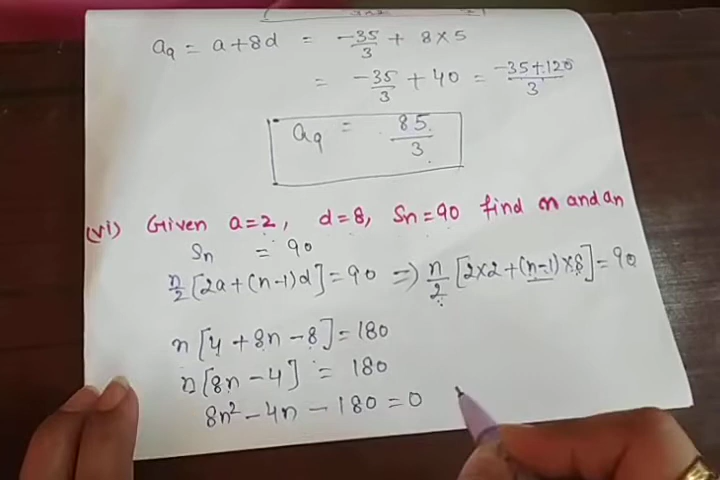 a₉ = a+8d = -35/3 + 8×5
= -35/3 + 40 = -35+120/3
a₉ = 85/3
(vi) Given a=2, d=8, Sn=90 find n and an
Sn = 90
n/2 [2a+(n-1)d]=90 => n/2 [2×2+(n-1)×8]=90
n[4+8n-8]=180
n[8n-4] = 180
8n²-4n-180=0